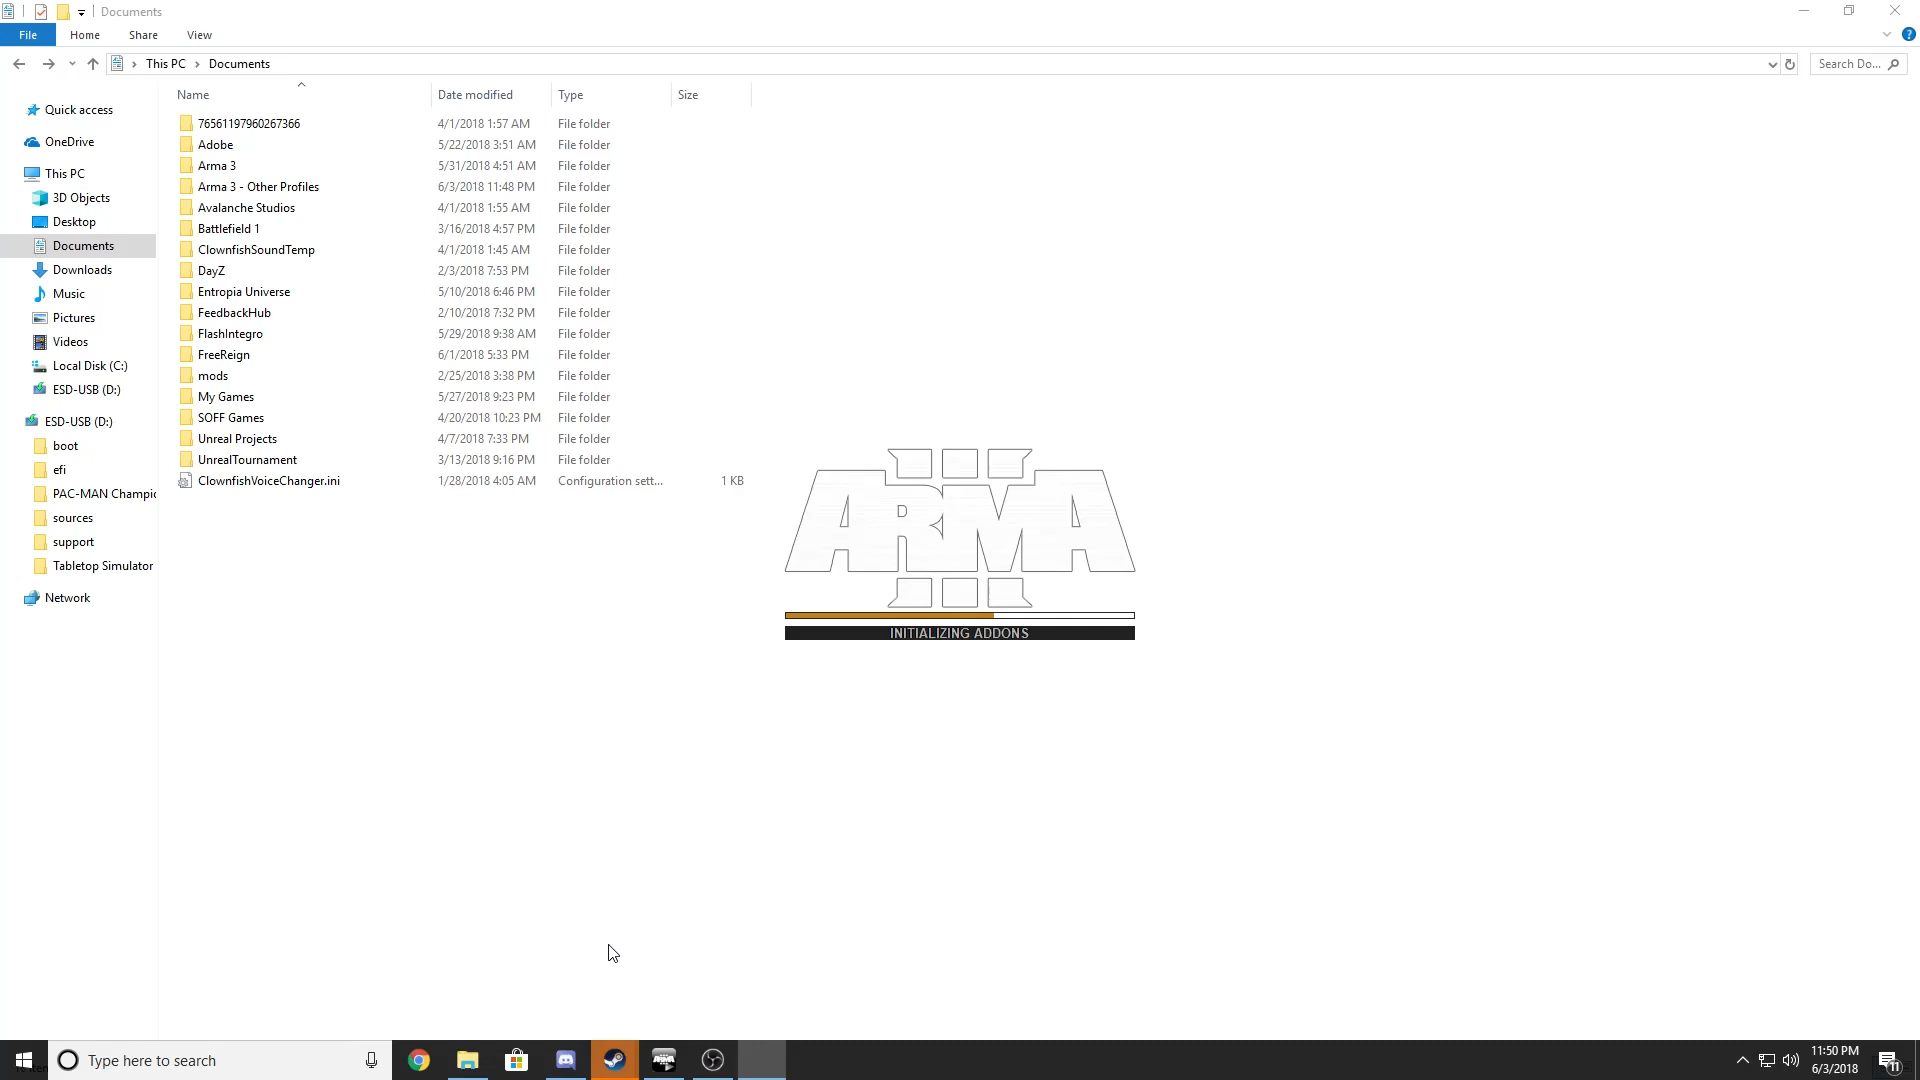 Documents
File Home Share View
This PC Documents Search Do...
Name Date modified Type Size
Quick access
OneDrive
This PC
3D Objects
Desktop
Documents
Downloads
Music
Pictures
Videos
Local Disk (C:)
ESD-USB (D:)
ESD-USB (D:)
boot
efi
PAC-MAN Champic
sources
support
Tabletop Simulator
Network
76561197960267366 4/1/2018 1:57 AM File folder
Adobe 5/22/2018 3:51 AM File folder
Arma 3 5/31/2018 4:51 AM File folder
Arma 3 - Other Profiles 6/3/2018 11:48 PM File folder
Avalanche Studios 4/1/2018 1:55 AM File folder
Battlefield 1 3/16/2018 4:57 PM File folder
ClownfishSoundTemp 4/1/2018 1:45 AM File folder
DayZ 2/3/2018 7:53 PM File folder
Entropia Universe 5/10/2018 6:46 PM File folder
FeedbackHub 2/10/2018 7:32 PM File folder
FlashIntegro 5/29/2018 9:38 AM File folder
FreeReign 6/1/2018 5:33 PM File folder
mods 2/25/2018 3:38 PM File folder
My Games 5/27/2018 9:23 PM File folder
SOFF Games 4/20/2018 10:23 PM File folder
Unreal Projects 4/7/2018 7:33 PM File folder
UnrealTournament 3/13/2018 9:16 PM File folder
ClownfishVoiceChanger.ini 1/28/2018 4:05 AM Configuration sett... 1 KB
III
ARMA
INITIALIZING ADDONS
Type here to search
ARMA
11:50 PM
6/3/2018
11